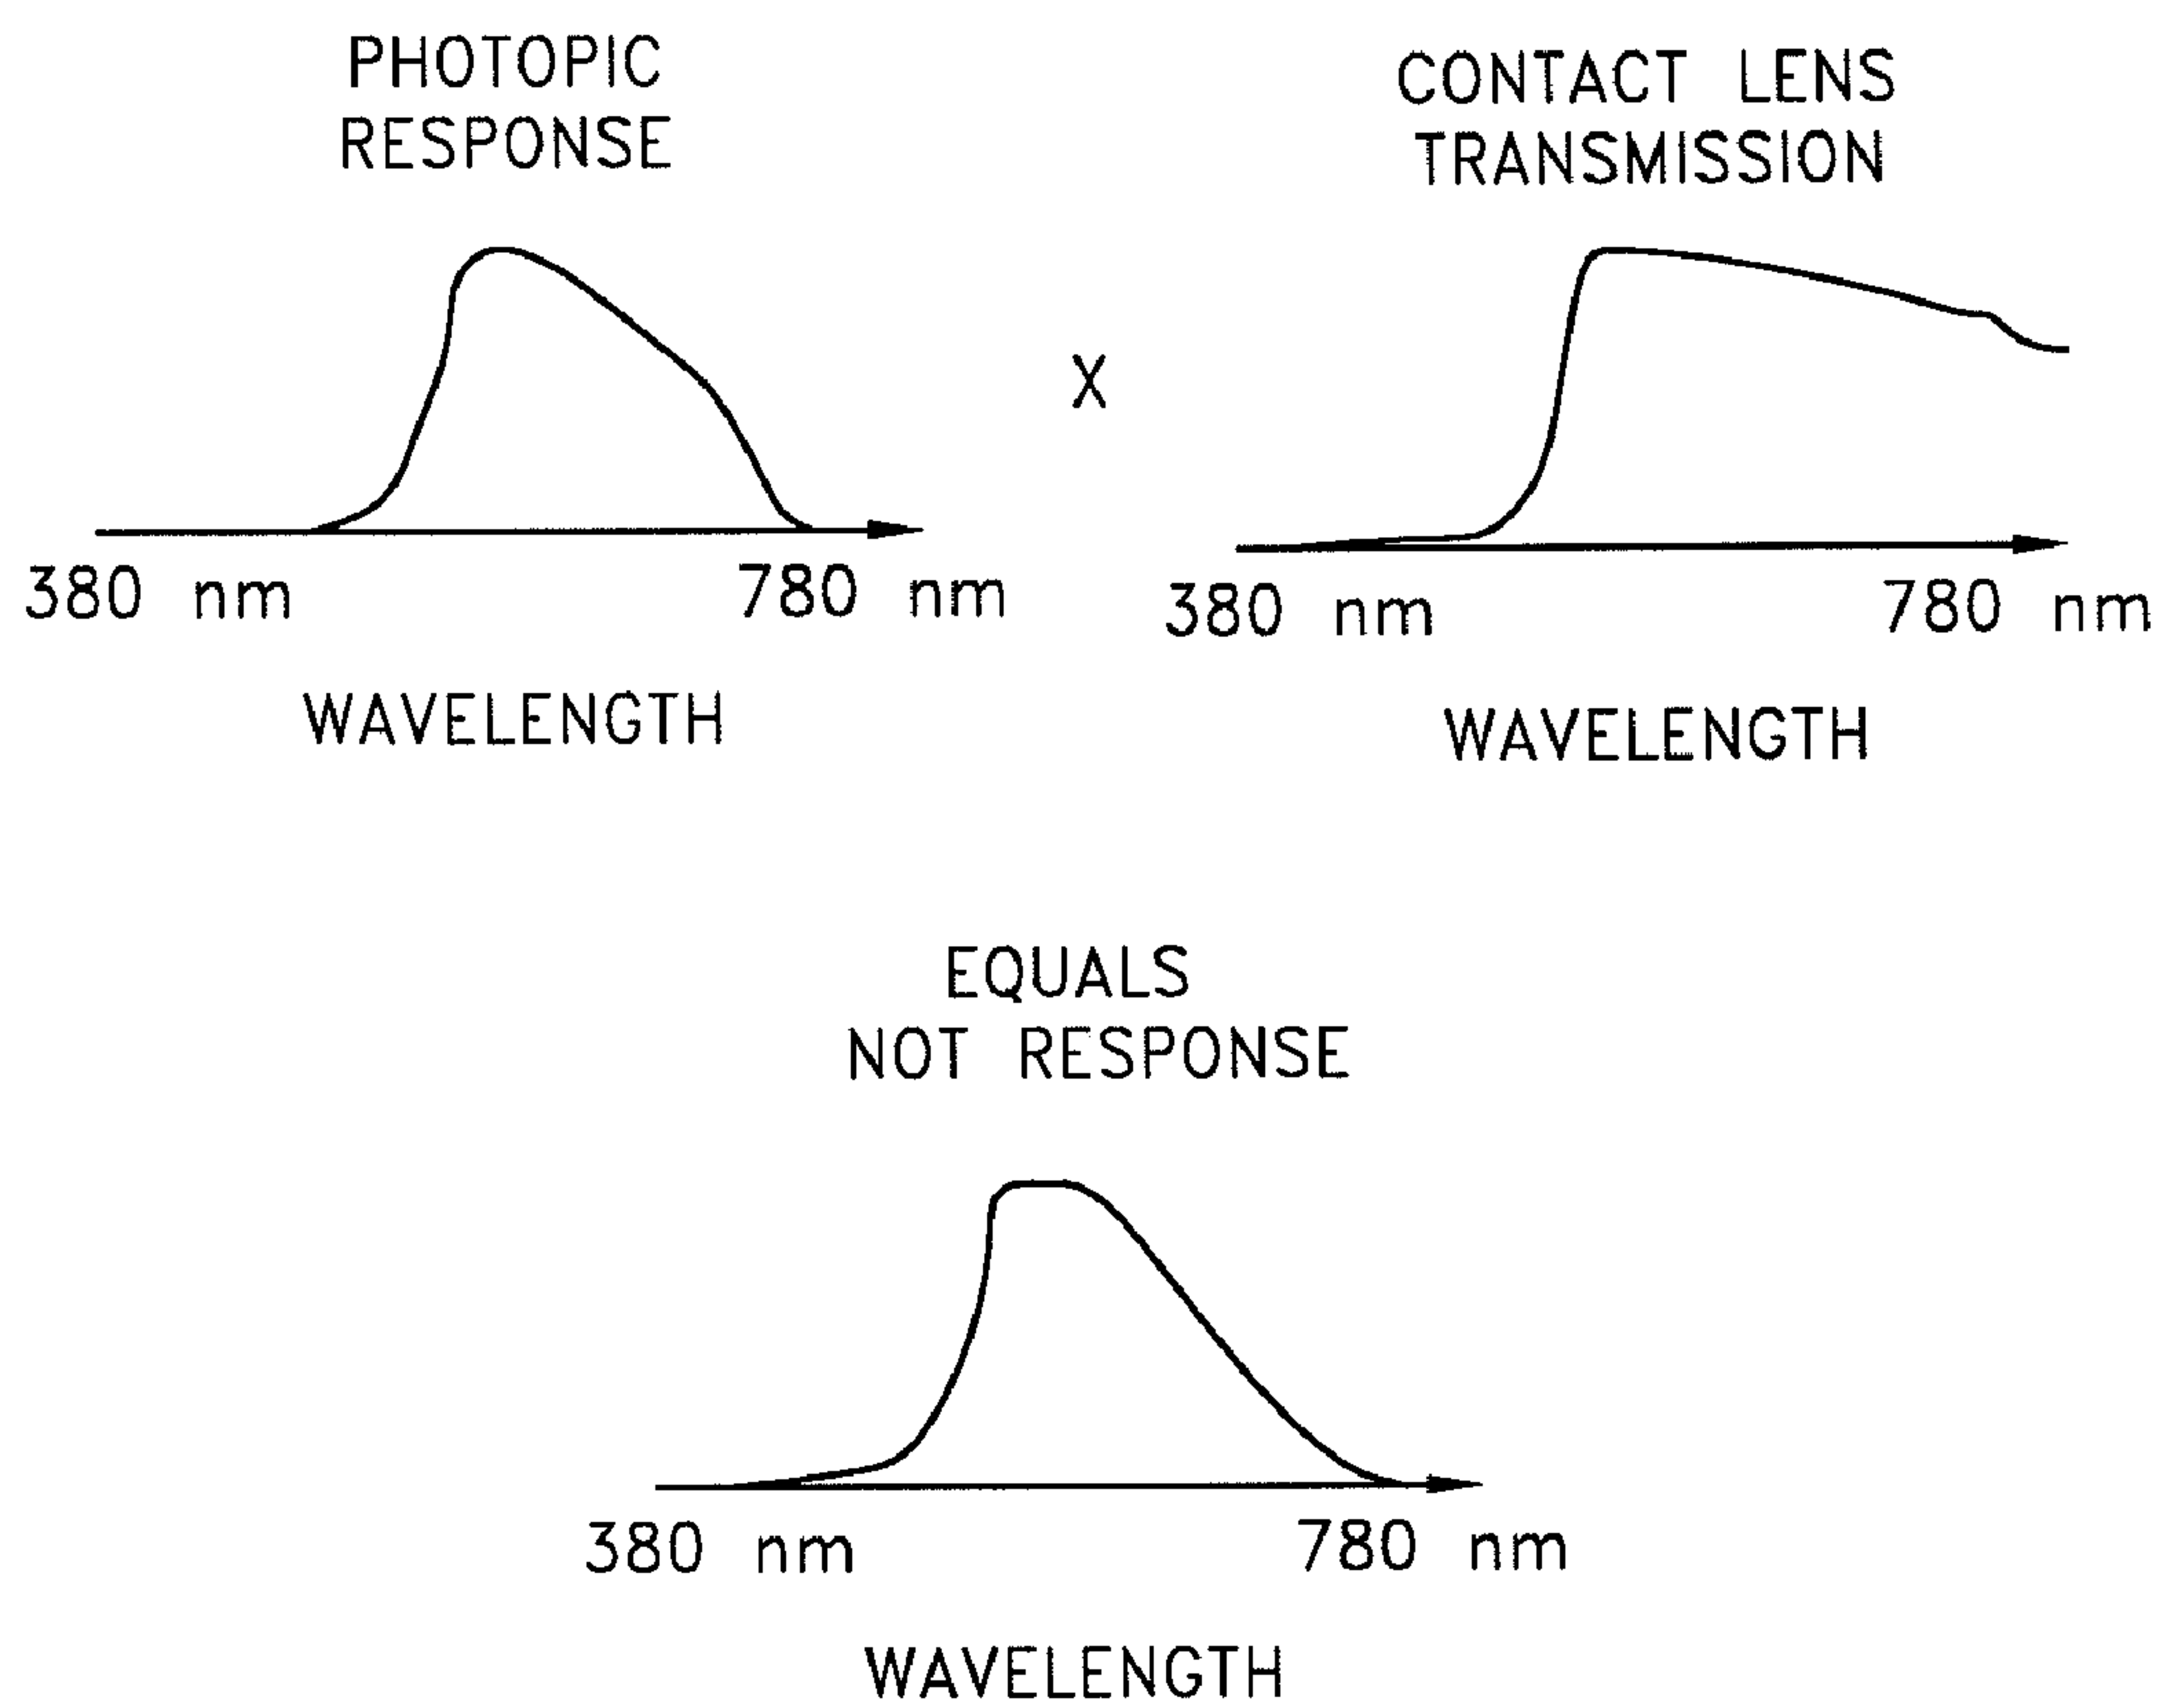 PHOTOPIC
RESPONSE
CONTACT LENS
TRANSMISSION
X
380 nm
780 nm
WAVELENGTH
380 nm
780 nm
WAVELENGTH
EQUALS
NOT RESPONSE
380 nm
780 nm
WAVELENGTH